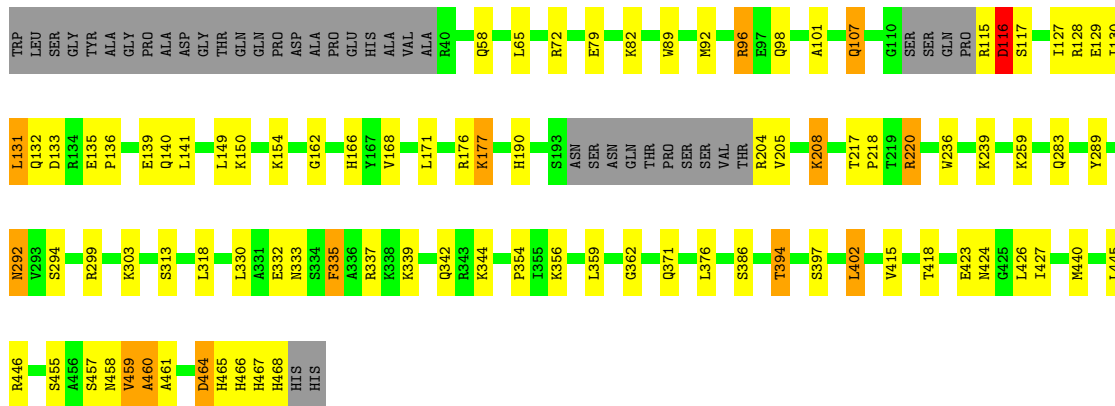 TRP LEU SER GLY TYR ALA GLY PRO ALA ASP GLY THR GLN GLN PRO ASP ALA PRO GLU HIS ALA VAL ALA R40 Q58 L65 R72 E79 K82 W89 M92 R96 E97 Q98 A101 Q107 G110 SER SER GLN PRO R115 D116 S117 I127 R128 E129 I130
L131 Q132 D133 R134 E135 P136 E139 Q140 L141 L149 K150 K154 G162 H166 Y167 V168 L171 R176 K177 H190 S193 ASN SER ASN GLN THR PRO SER SER VAL THR R204 V205 K208 T217 P218 T219 R220 W236 K239 K259 Q283 Y289
N292 V293 S294 R299 K303 S313 L318 L330 A331 E332 N333 S334 F335 A336 R337 K338 K339 Q342 R343 K344 P354 I355 K356 L359 G362 Q371 L376 S386 T394 S397 L402 V415 T418 E423 N424 G425 L426 I427 M440 L445
R446 S455 A456 S457 N458 V459 A460 A461 D464 H465 H466 H467 H468 HIS HIS